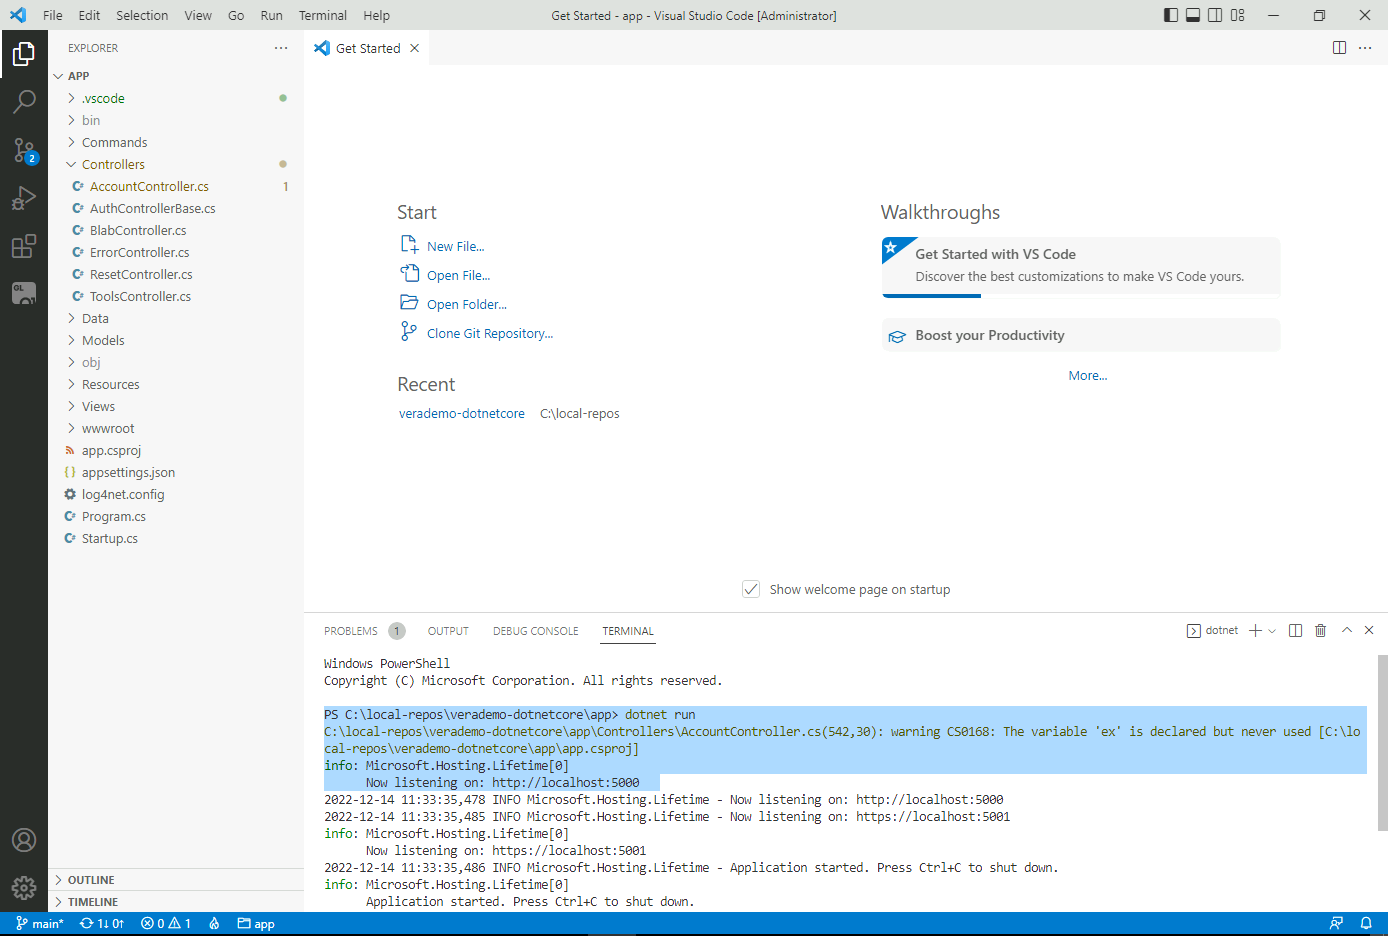 File Edit Selection View Go Run Terminal Help
Get Started - app - Visual Studio Code [Administrator]
EXPLORER
Get Started
APP
.vscode
bin
Commands
Controllers
AccountController.cs 1
AuthControllerBase.cs
BlabController.cs
ErrorController.cs
ResetController.cs
ToolsController.cs
Data
Models
obj
Resources
Views
wwwroot
app.csproj
appsettings.json
log4net.config
Program.cs
Startup.cs
OUTLINE
TIMELINE
2
GL
Start
New File...
Open File...
Open Folder...
Clone Git Repository...
Recent
verademo-dotnetcore C:\local-repos
Walkthroughs
Get Started with VS Code
Discover the best customizations to make VS Code yours.
Boost your Productivity
More...
Show welcome page on startup
PROBLEMS 1 OUTPUT DEBUG CONSOLE TERMINAL
dotnet
Windows PowerShell
Copyright (C) Microsoft Corporation. All rights reserved.
PS C:\local-repos\verademo-dotnetcore\app> dotnet run
C:\local-repos\verademo-dotnetcore\app\Controllers\AccountController.cs(542,30): warning CS0168: The variable 'ex' is declared but never used [C:\lo
cal-repos\verademo-dotnetcore\app\app.csproj]
info: Microsoft.Hosting.Lifetime[0]
Now listening on: http://localhost:5000
2022-12-14 11:33:35,478 INFO Microsoft.Hosting.Lifetime - Now listening on: http://localhost:5000
2022-12-14 11:33:35,485 INFO Microsoft.Hosting.Lifetime - Now listening on: https://localhost:5001
info: Microsoft.Hosting.Lifetime[0]
Now listening on: https://localhost:5001
2022-12-14 11:33:35,486 INFO Microsoft.Hosting.Lifetime - Application started. Press Ctrl+C to shut down.
info: Microsoft.Hosting.Lifetime[0]
Application started. Press Ctrl+C to shut down.
main* 1↓ 0↑ 0 1 app